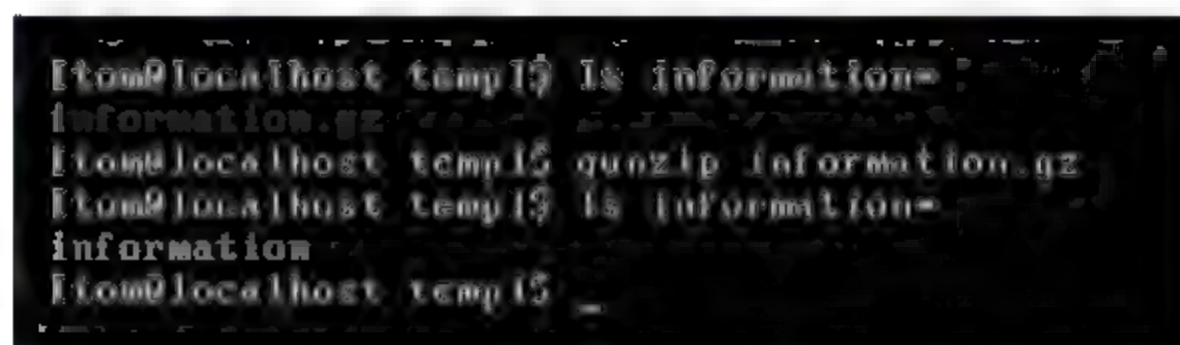 [tom@localhost temp]$ ls information*
information.gz
[tom@localhost temp]$ gunzip information.gz
[tom@localhost temp]$ ls information*
information
[tom@localhost temp]$ _